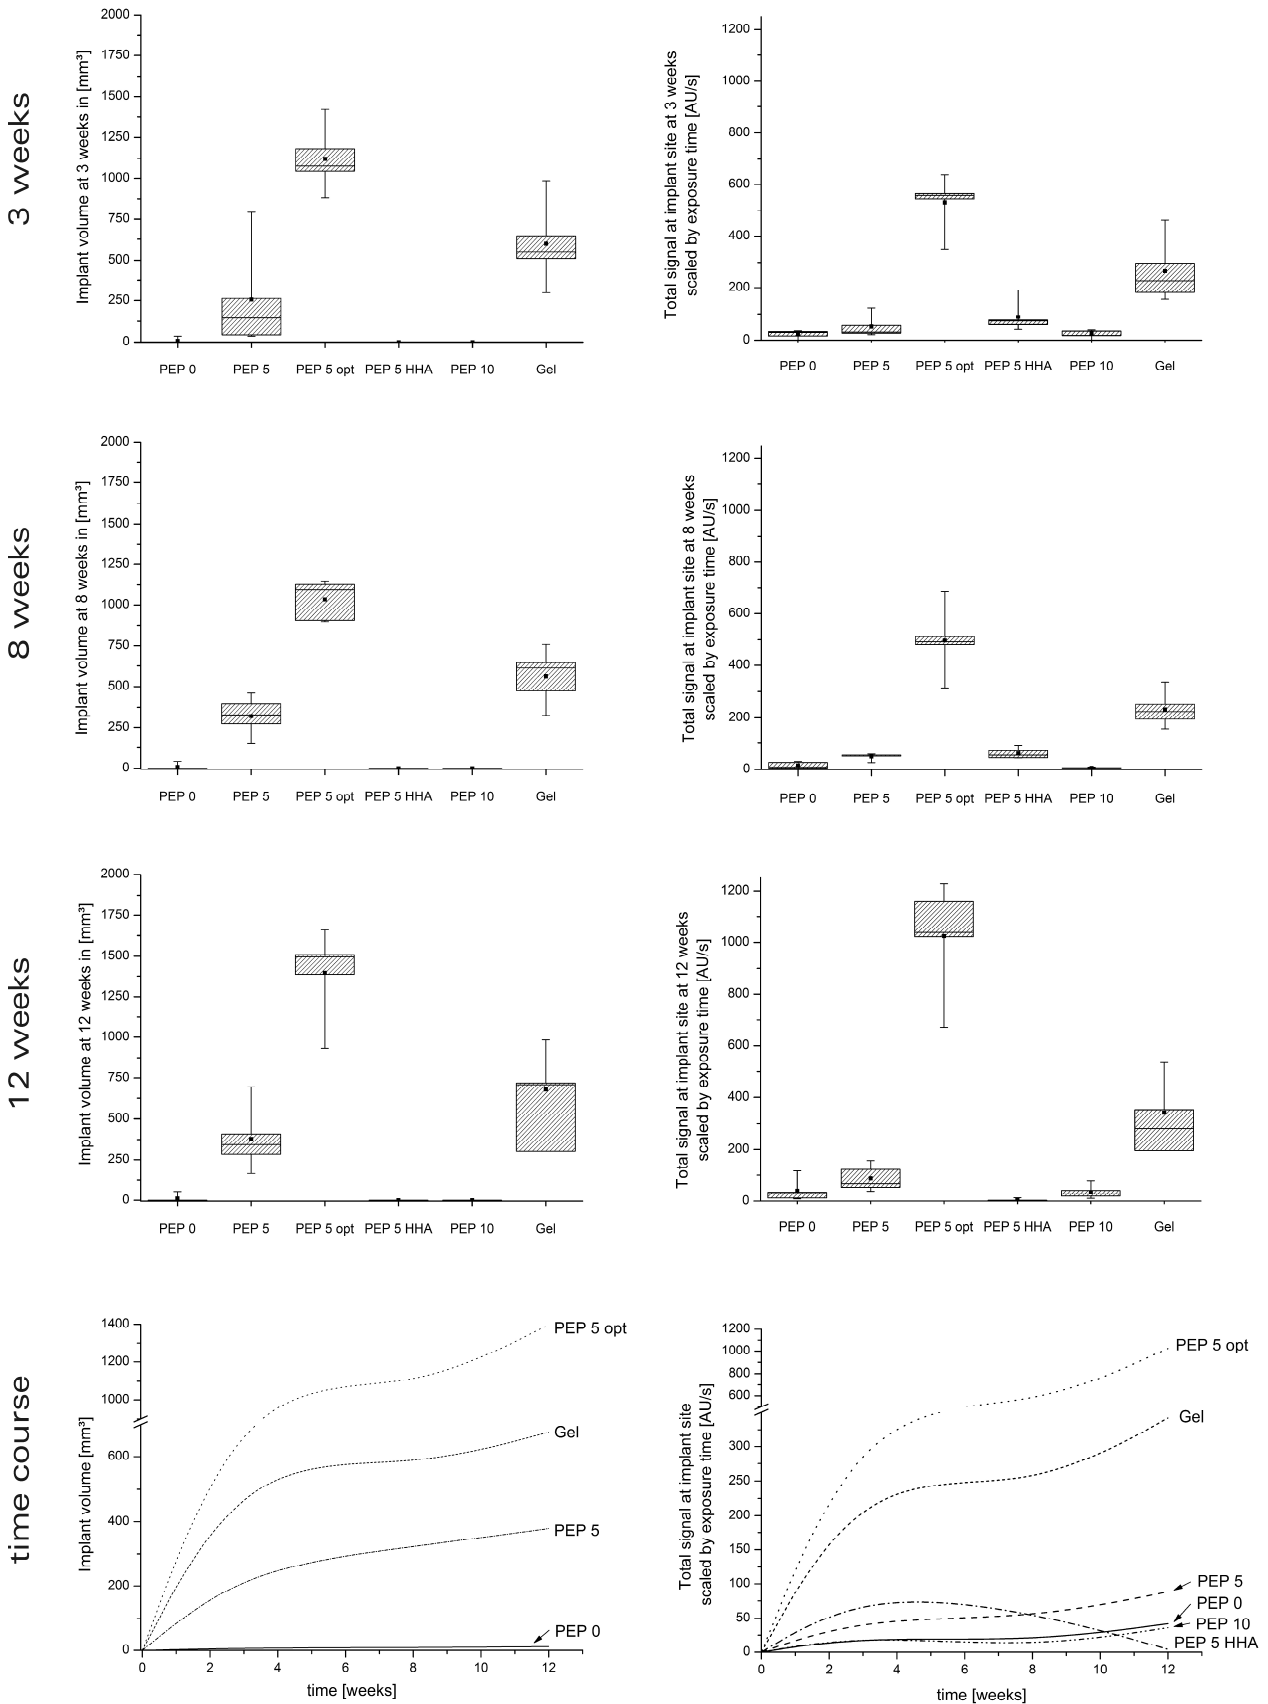 3 weeks
Implant volume at 3 weeks in [mm³]
2000
1750
1500
1250
1000
750
500
250
0
PEP 0 PEP 5 PEP 5 opt PEP 5 HHA PEP 10 Gel
Total signal at implant site at 3 weeks
scaled by exposure time [AU/s]
1200
1000
800
600
400
200
0
PEP 0 PEP 5 PEP 5 opt PEP 5 HHA PEP 10 Gel
8 weeks
Implant volume at 8 weeks in [mm³]
2000
1750
1500
1250
1000
750
500
250
0
PEP 0 PEP 5 PEP 5 opt PEP 5 HHA PEP 10 Gel
Total signal at implant site at 8 weeks
scaled by exposure time [AU/s]
1200
1000
800
600
400
200
0
PEP 0 PEP 5 PEP 5 opt PEP 5 HHA PEP 10 Gel
12 weeks
Implant volume at 12 weeks in [mm³]
2000
1750
1500
1250
1000
750
500
250
0
PEP 0 PEP 5 PEP 5 opt PEP 5 HHA PEP 10 Gel
Total signal at implant site at 12 weeks
scaled by exposure time [AU/s]
1200
1000
800
600
400
200
0
PEP 0 PEP 5 PEP 5 opt PEP 5 HHA PEP 10 Gel
time course
Implant volume [mm³]
1400
1200
1000
600
400
200
0
PEP 5 opt
Gel
PEP 5
PEP 0
0 2 4 6 8 10 12
time [weeks]
Total signal at implant site
scaled by exposure time [AU/s]
1200
1000
800
600
300
250
200
150
100
50
0
PEP 5 opt
Gel
PEP 5
PEP 0
PEP 10
PEP 5 HHA
0 2 4 6 8 10 12
time [weeks]